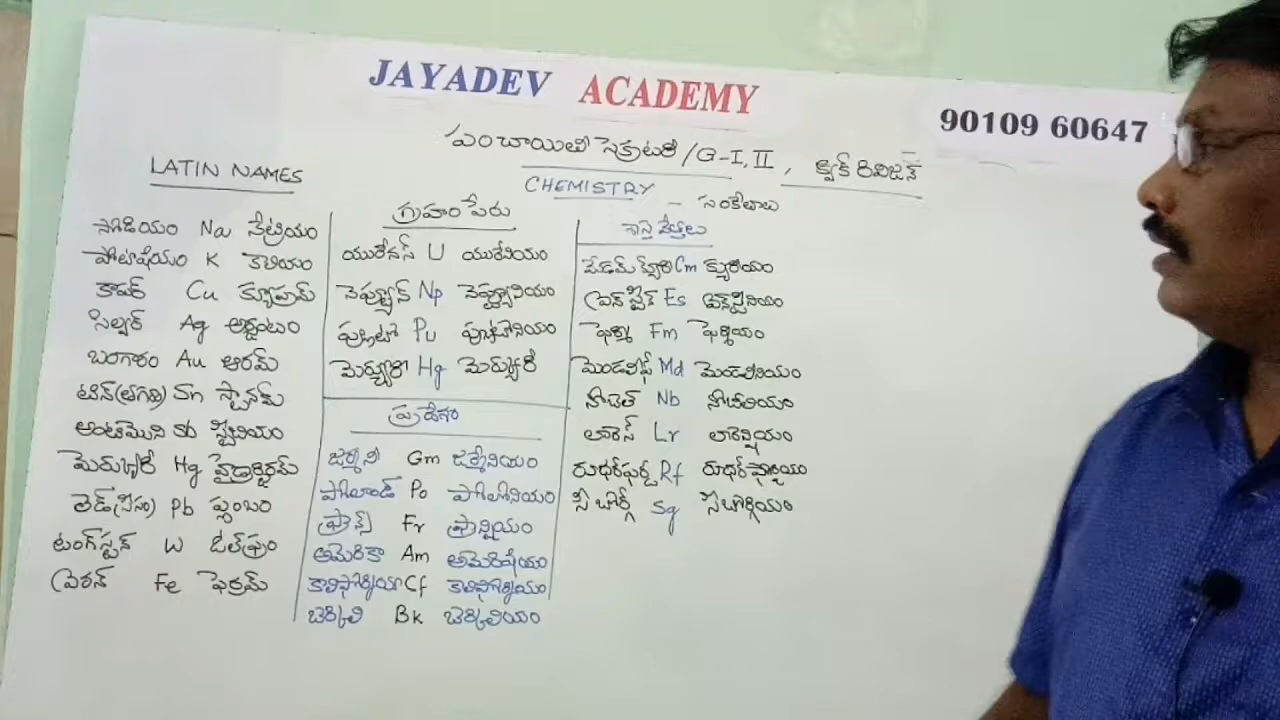 JAYADEV ACADEMY
90109 60647
పంచాయితీ సెక్రటరీ / G-I, II , క్విక్ రివిజన్
LATIN NAMES
CHEMISTRY - సంకేతాలు
సోడియం Na నేట్రియం
పొటాషియం K కలియం
కాపర్ Cu క్యూప్రమ్
సిల్వర్ Ag అర్జంటం
బంగారం Au ఆరమ్
టిన్(తగరం) Sn స్టానమ్
ఆంటిమొని Sb స్టిబియం
మెర్క్యురీ Hg హైడ్రార్జిరమ్
లెడ్(సీసం) Pb ప్లంబం
టంగ్‌స్టన్ W ఓల్‌ఫ్రం
ఐరన్ Fe ఫెర్రమ్
గ్రహం పేరు
యురేనస్ U యురేనియం
నెప్ట్యూన్ Np నెప్ట్యూనియం
ప్లుటో Pu ప్లుటోనియం
మెర్క్యురీ Hg మెర్క్యురీ
ప్రదేశం
జర్మనీ Gm జర్మేనియం
పోలాండ్ Po పోలోనియం
ఫ్రాన్స్ Fr ఫ్రాన్షియం
అమెరికా Am అమెరిషియం
కాలిఫోర్నియా Cf కాలిఫోర్నియం
బెర్కిలి Bk బెర్కిలియం
శాస్త్రవేత్తలు
మేడమ్ క్యూరీ Cm క్యూరియం
ఐన్‌స్టీన్ Es ఐన్‌స్టీనియం
ఫెర్మి Fm ఫెర్మియం
మెండలీఫ్ Md మెండలీనియం
నోబెల్ Nb నోబీలియం
లారెన్స్ Lr లారెన్షియం
రూథర్‌ఫర్డ్ Rf రూథర్‌ఫోర్డియం
సీబోర్గ్ Sg సీబోర్గియం